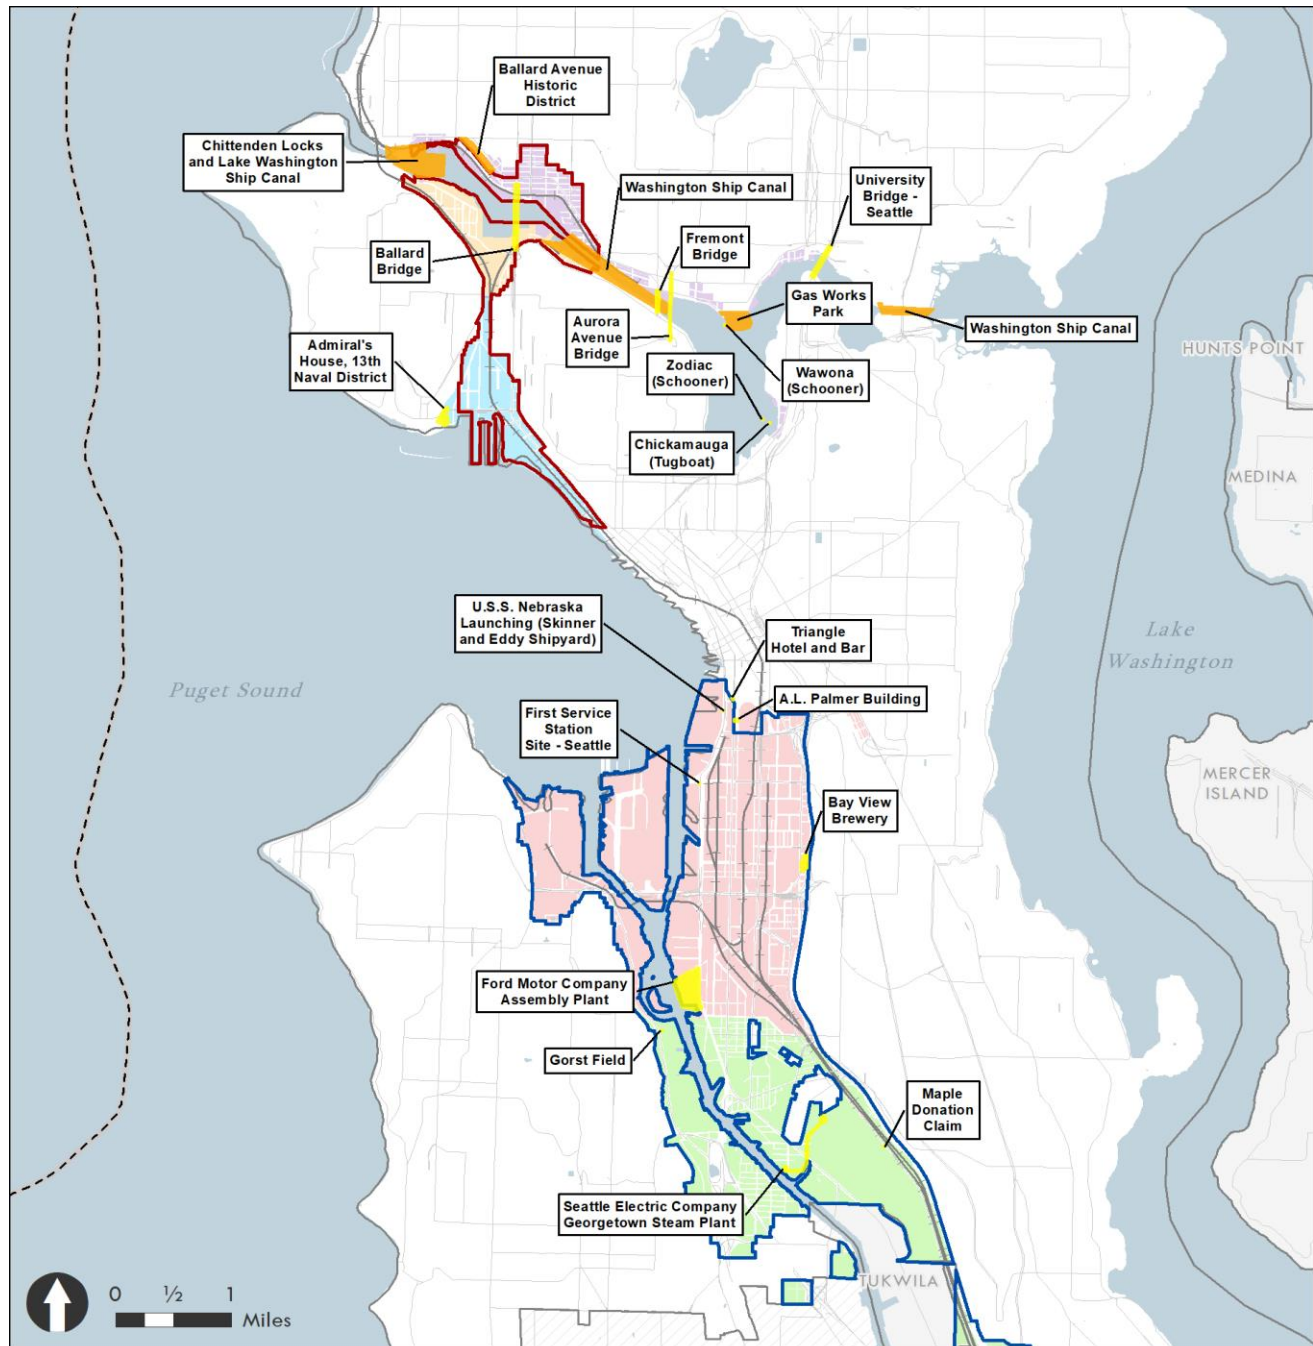 Ballard Avenue
Historic
District
Chittenden Locks
and Lake Washington
Ship Canal
Washington Ship Canal
University
Bridge -
Seattle
Ballard
Bridge
Fremont
Bridge
Gas Works
Park
Washington Ship Canal
Aurora
Avenue
Bridge
Admiral's
House, 13th
Naval District
Zodiac
(Schooner)
Wawona
(Schooner)
HUNTS POINT
Chickamauga
(Tugboat)
MEDINA
U.S.S. Nebraska
Launching (Skinner
and Eddy Shipyard)
Triangle
Hotel and Bar
Lake
Washington
Puget Sound
A.L. Palmer Building
First Service
Station
Site - Seattle
MERCER
ISLAND
Bay View
Brewery
Ford Motor Company
Assembly Plant
Gorst Field
Maple
Donation
Claim
Seattle Electric Company
Georgetown Steam Plant
TUKWILA
0 ½ 1
Miles